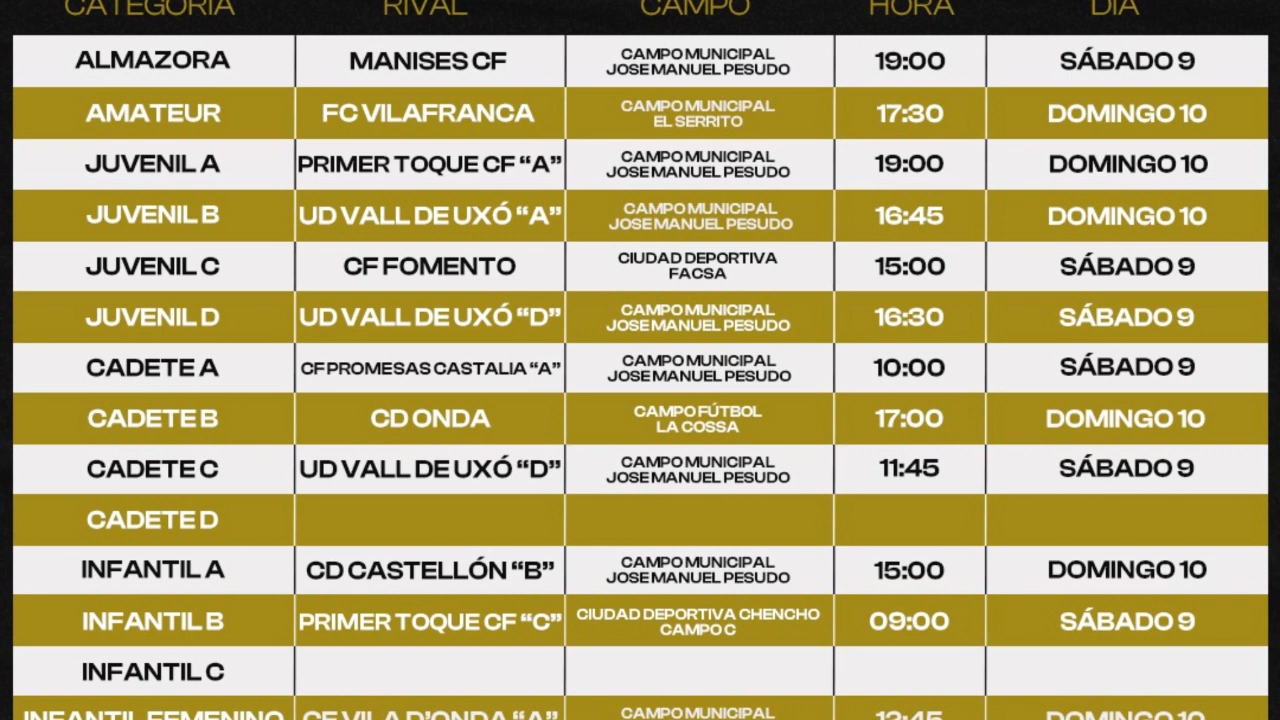 CATEGORÍA RIVAL CAMPO HORA DÍA
ALMAZORA MANISES CF CAMPO MUNICIPAL JOSE MANUEL PESUDO 19:00 SÁBADO 9
AMATEUR FC VILAFRANCA CAMPO MUNICIPAL EL SERRITO 17:30 DOMINGO 10
JUVENIL A PRIMER TOQUE CF “A” CAMPO MUNICIPAL JOSE MANUEL PESUDO 19:00 DOMINGO 10
JUVENIL B UD VALL DE UXÓ “A” CAMPO MUNICIPAL JOSE MANUEL PESUDO 16:45 DOMINGO 10
JUVENIL C CF FOMENTO CIUDAD DEPORTIVA FACSA 15:00 SÁBADO 9
JUVENIL D UD VALL DE UXÓ “D” CAMPO MUNICIPAL JOSE MANUEL PESUDO 16:30 SÁBADO 9
CADETE A CF PROMESAS CASTALIA “A” CAMPO MUNICIPAL JOSE MANUEL PESUDO 10:00 SÁBADO 9
CADETE B CD ONDA CAMPO FÚTBOL LA COSSA 17:00 DOMINGO 10
CADETE C UD VALL DE UXÓ “D” CAMPO MUNICIPAL JOSE MANUEL PESUDO 11:45 SÁBADO 9
CADETE D
INFANTIL A CD CASTELLÓN “B” CAMPO MUNICIPAL JOSE MANUEL PESUDO 15:00 DOMINGO 10
INFANTIL B PRIMER TOQUE CF “C” CIUDAD DEPORTIVA CHENCHO CAMPO C 09:00 SÁBADO 9
INFANTIL C
INFANTIL FEMENINO CF VILA D’ONDA “A” CAMPO MUNICIPAL DOMINGO 10